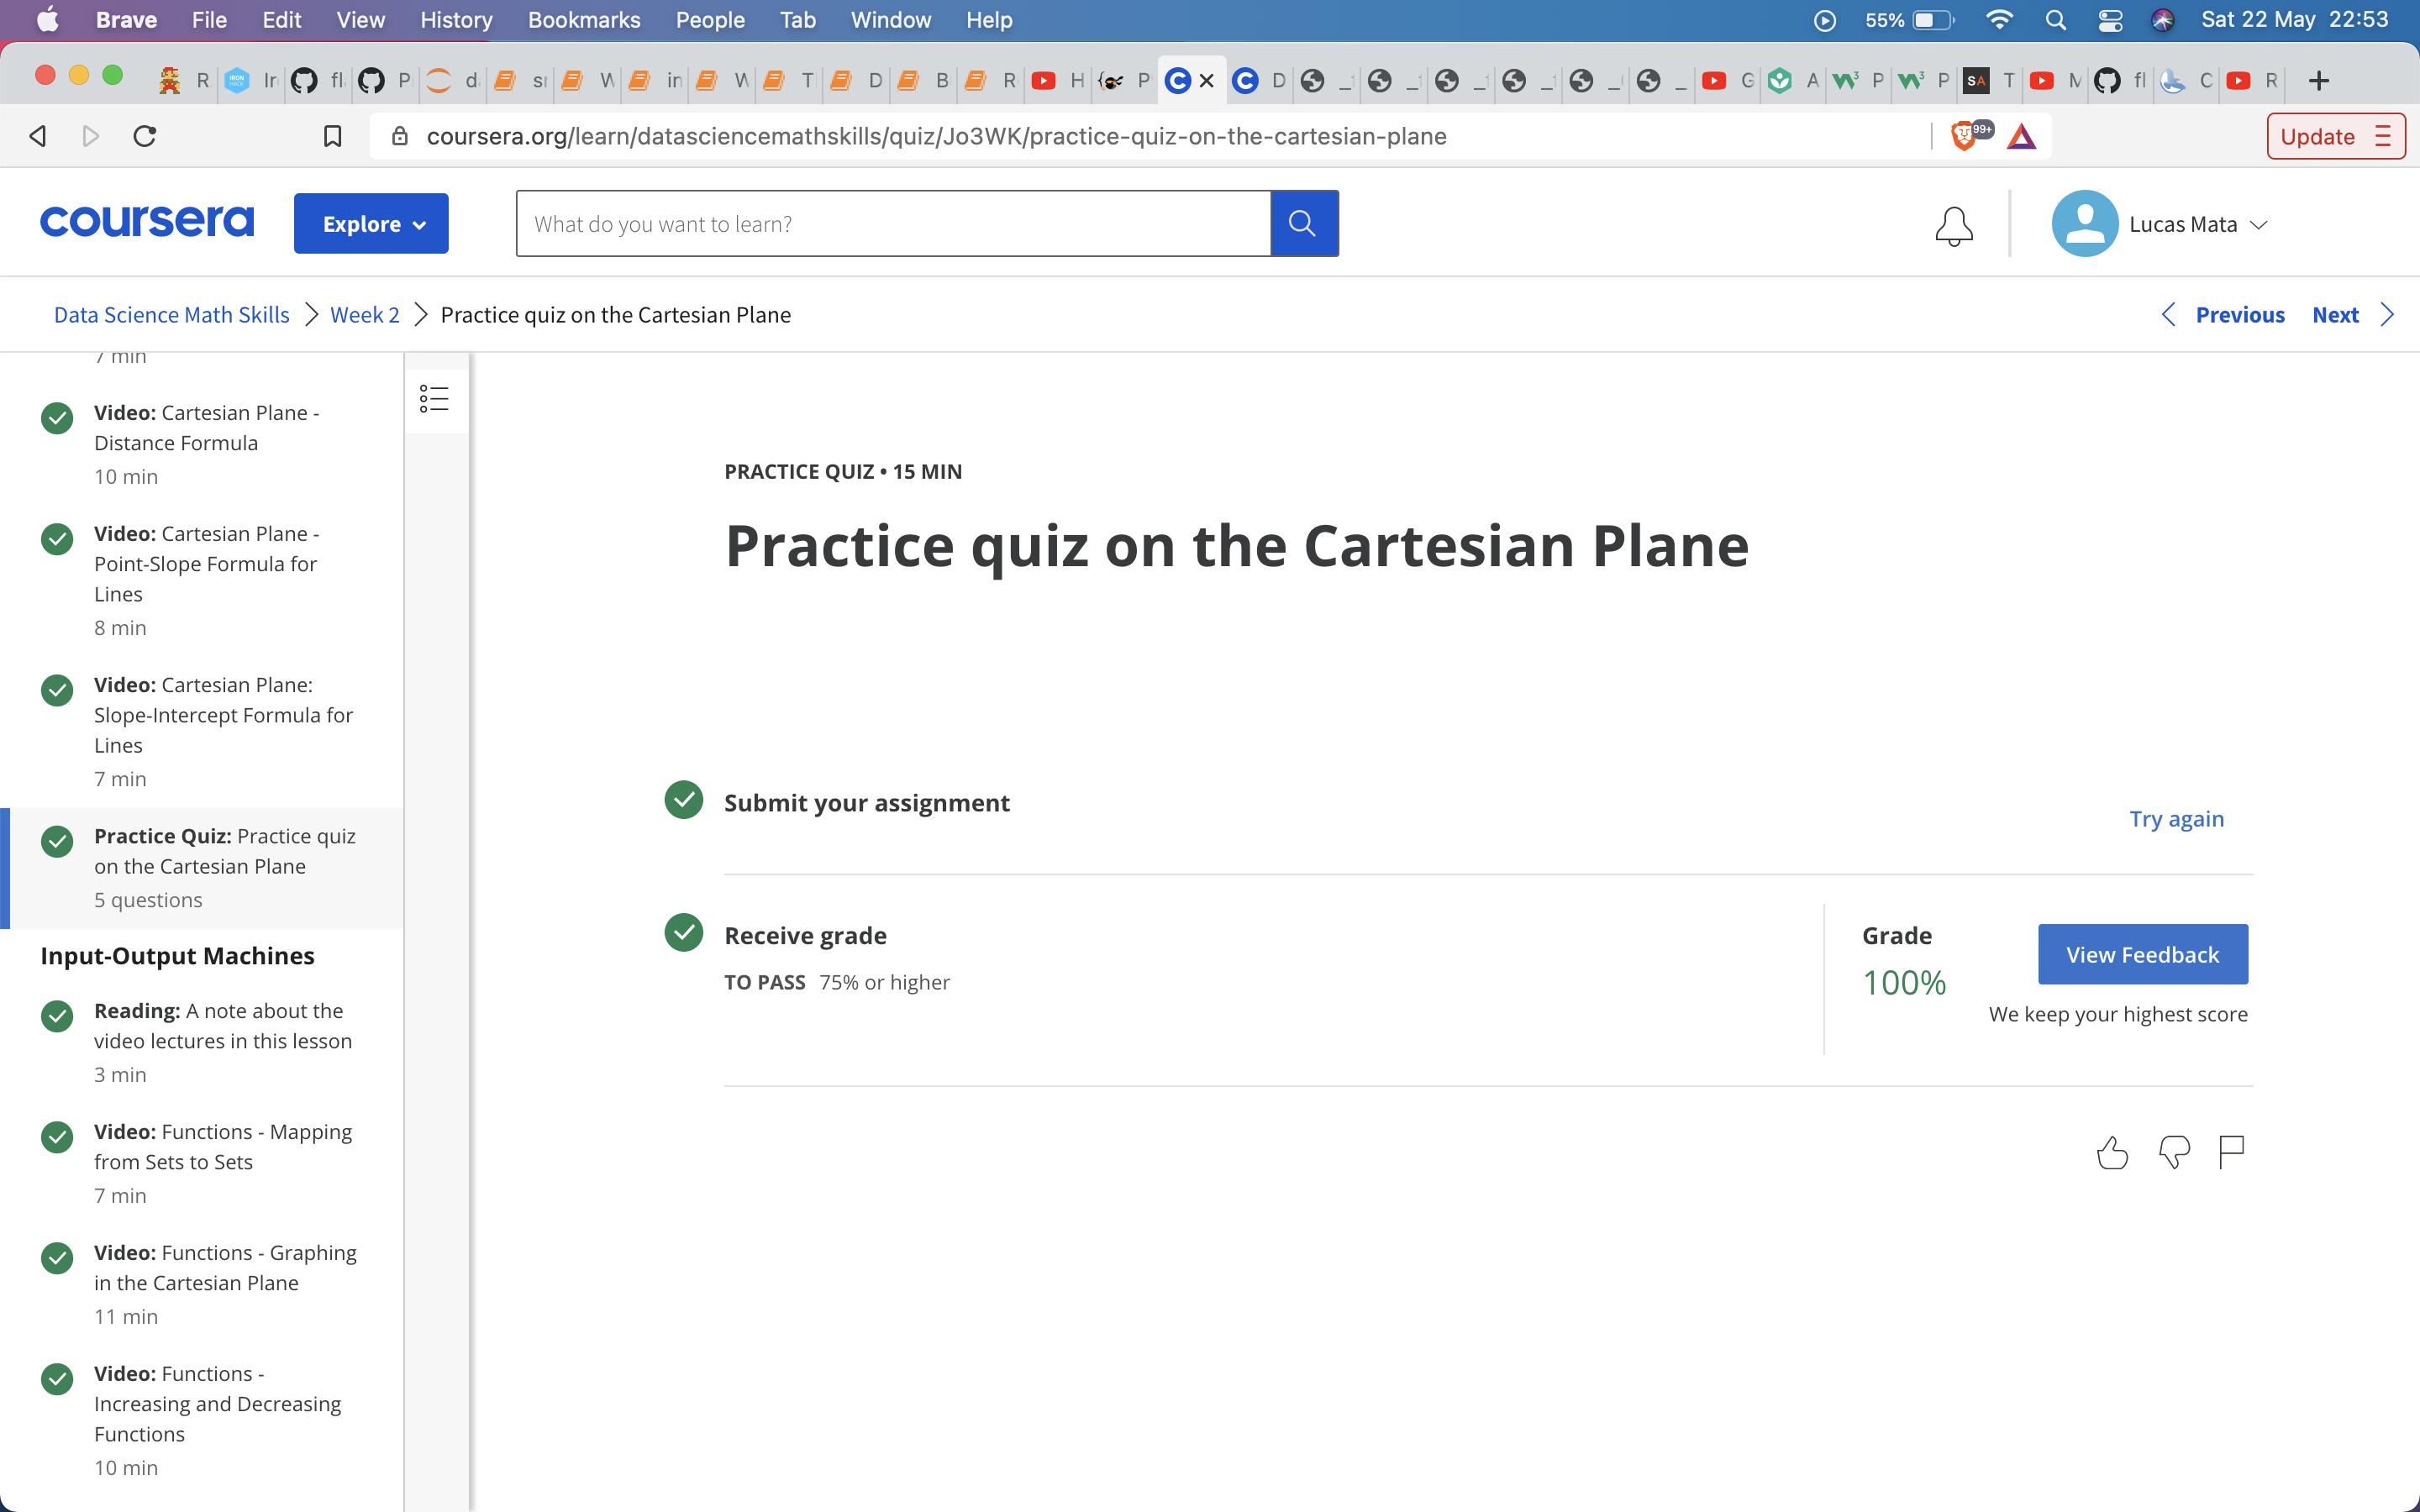 Brave File Edit View History Bookmarks People Tab Window Help 55% Sat 22 May 22:53
coursera.org/learn/datasciencemathskills/quiz/Jo3WK/practice-quiz-on-the-cartesian-plane 99+ Update
coursera Explore What do you want to learn? Lucas Mata
Data Science Math Skills Week 2 Practice quiz on the Cartesian Plane Previous Next
7 min
Video: Cartesian Plane -
Distance Formula
10 min
Video: Cartesian Plane -
Point-Slope Formula for
Lines
8 min
Video: Cartesian Plane:
Slope-Intercept Formula for
Lines
7 min
Practice Quiz: Practice quiz
on the Cartesian Plane
5 questions
Input-Output Machines
Reading: A note about the
video lectures in this lesson
3 min
Video: Functions - Mapping
from Sets to Sets
7 min
Video: Functions - Graphing
in the Cartesian Plane
11 min
Video: Functions -
Increasing and Decreasing
Functions
10 min
PRACTICE QUIZ • 15 MIN
Practice quiz on the Cartesian Plane
Submit your assignment
Try again
Receive grade
TO PASS 75% or higher
Grade
100%
View Feedback
We keep your highest score